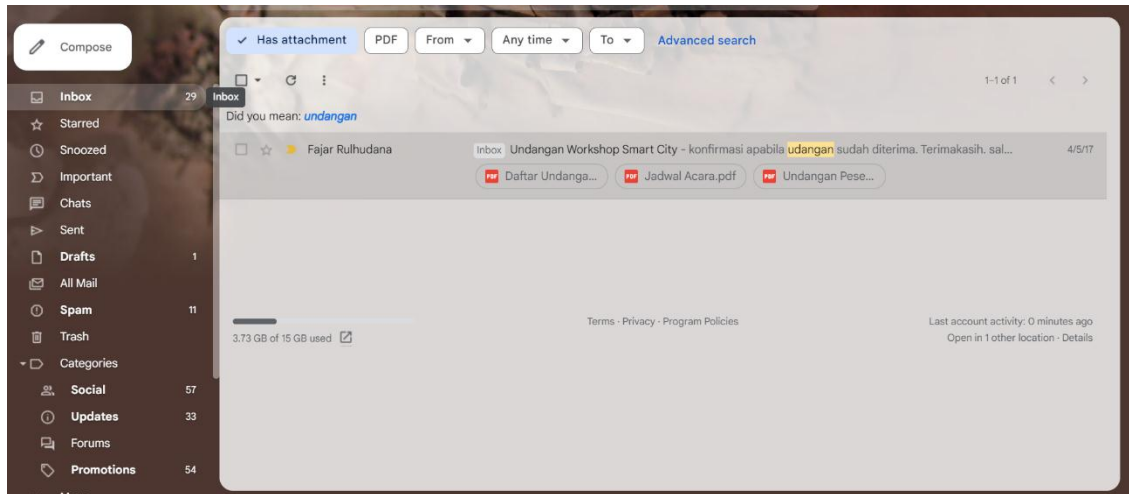 Compose
Inbox 29
Starred
Snoozed
Important
Chats
Sent
Drafts 1
All Mail
Spam 11
Trash
Categories
Social 57
Updates 33
Forums
Promotions 54
Inbox
Has attachment PDF From Any time To Advanced search
1–1 of 1
Did you mean: undangan
Fajar Rulhudana Inbox Undangan Workshop Smart City - konfirmasi apabila udangan sudah diterima. Terimakasih. sal... 4/5/17
PDF Daftar Undanga... PDF Jadwal Acara.pdf PDF Undangan Pese...
3.73 GB of 15 GB used
Terms · Privacy · Program Policies
Last account activity: 0 minutes ago
Open in 1 other location · Details